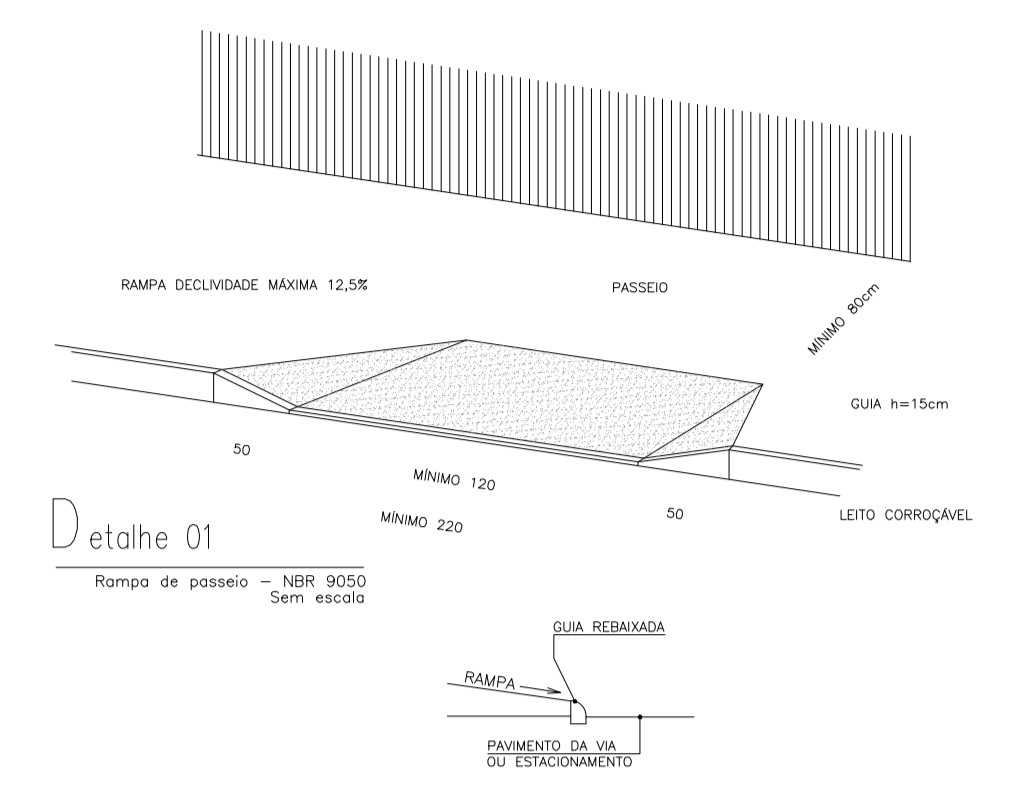 RAMPA DECLIVIDADE MÁXIMA 12,5%
PASSEIO
MÍNIMO 80cm
GUIA h=15cm
50
MÍNIMO 120
50
MÍNIMO 220
LEITO CORROÇÁVEL
Detalhe 01
Rampa de passeio – NBR 9050
Sem escala
GUIA REBAIXADA
RAMPA
PAVIMENTO DA VIA
OU ESTACIONAMENTO